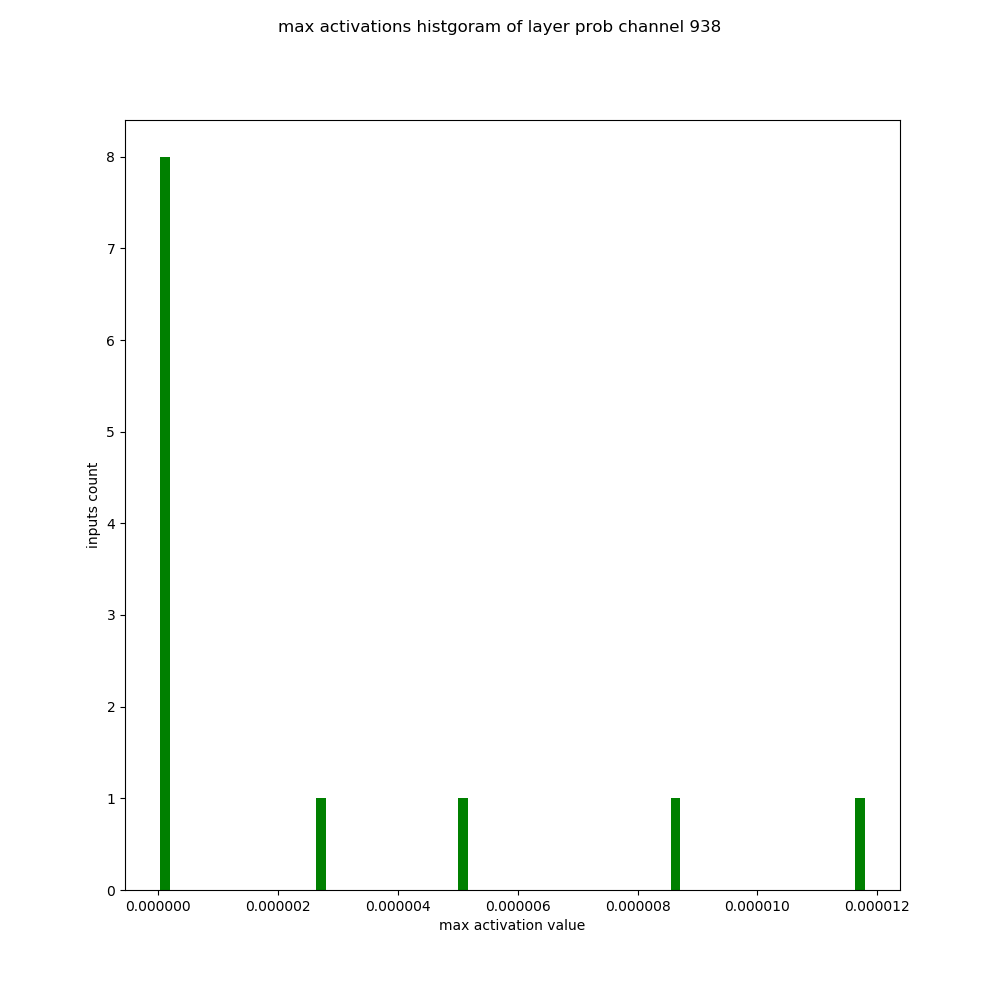 max activations histgoram of layer prob channel 938
8
7
6
5
4
3
2
1
0
inputs count
0.000000 0.000002 0.000004 0.000006 0.000008 0.000010 0.000012
max activation value